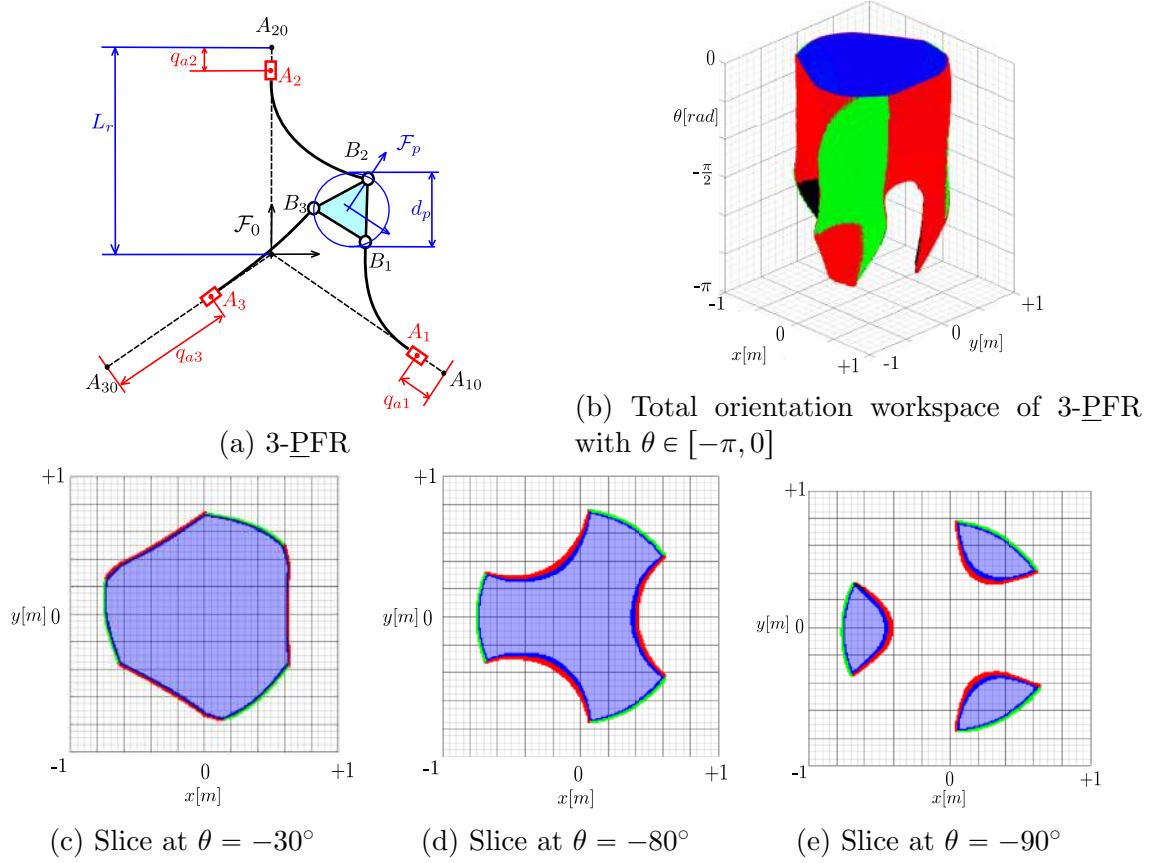 A20
qa2
A2
Lr
B2
Fp
B3
dp
F0
B1
A3
A1
qa3
A30
A10
qa1
(a) 3-PFR
0
θ[rad]
-π/2
-π
-1
0
x[m]
+1
-1
0
y[m]
+1
(b) Total orientation workspace of 3-PFR
with θ ∈ [−π, 0]
+1
y[m] 0
-1
0
+1
x[m]
(c) Slice at θ = −30°
+1
y[m] 0
-1
0
+1
x[m]
(d) Slice at θ = −80°
+1
y[m] 0
-1
0
+1
x[m]
(e) Slice at θ = −90°